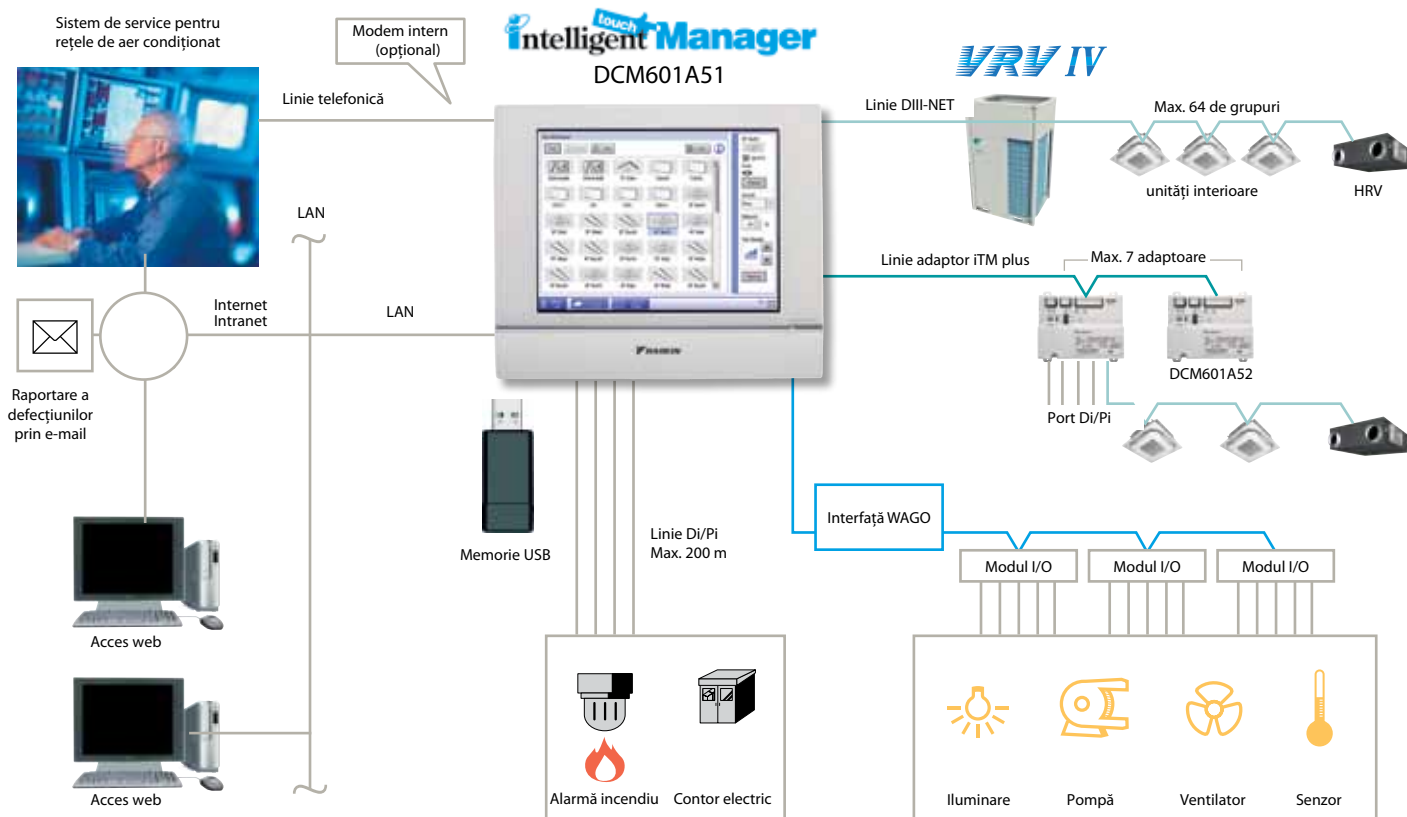 Sistem de service pentru
rețele de aer condiționat
Modem intern
(opțional)
touch
intelligent Manager
DCM601A51
VRV IV
Linie telefonică
Linie DIII-NET
Max. 64 de grupuri
unități interioare
HRV
LAN
Linie adaptor iTM plus
Max. 7 adaptoare
Internet
Intranet
LAN
DAIKIN
DCM601A52
Port Di/Pi
Raportare a
defecțiunilor
prin e-mail
Memorie USB
Linie Di/Pi
Max. 200 m
Interfață WAGO
Modul I/O
Modul I/O
Modul I/O
Acces web
Acces web
Alarmă incendiu
Contor electric
Iluminare
Pompă
Ventilator
Senzor